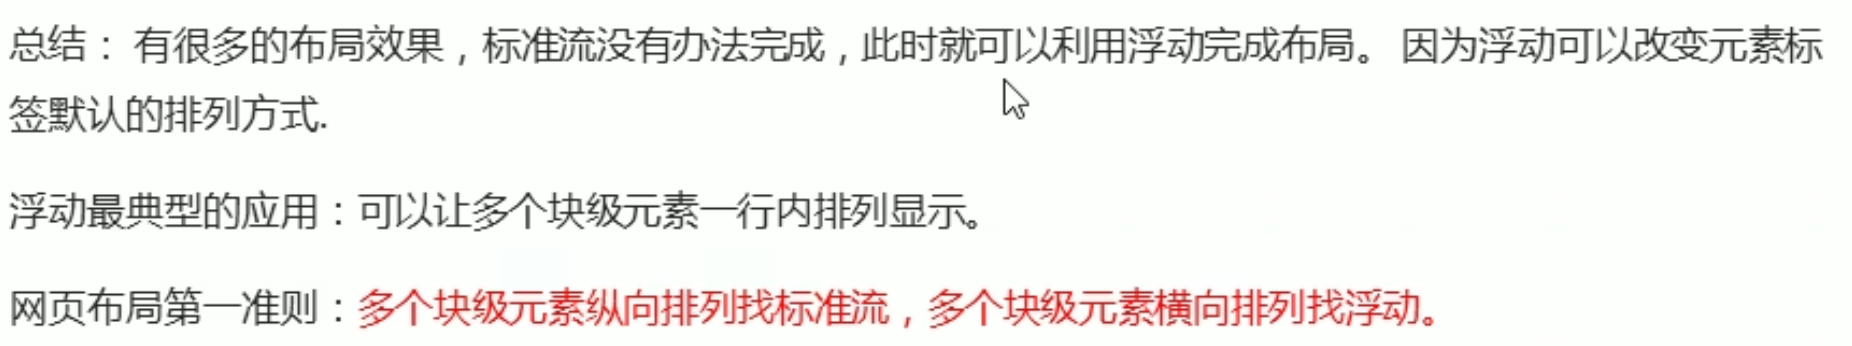 总结： 有很多的布局效果，标准流没有办法完成，此时就可以利用浮动完成布局。 因为浮动可以改变元素标
签默认的排列方式.
浮动最典型的应用：可以让多个块级元素一行内排列显示。
网页布局第一准则：多个块级元素纵向排列找标准流，多个块级元素横向排列找浮动。